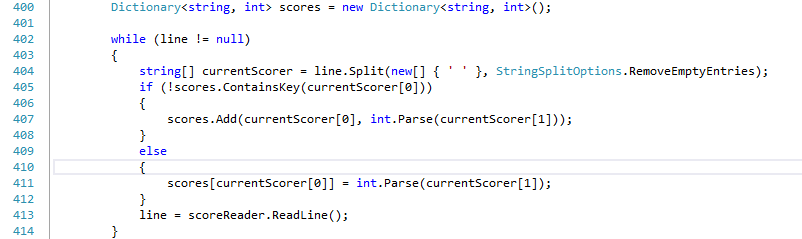 400 Dictionary<string, int> scores = new Dictionary<string, int>();
401
402 while (line != null)
403 {
404 string[] currentScorer = line.Split(new[] { ' ' }, StringSplitOptions.RemoveEmptyEntries);
405 if (!scores.ContainsKey(currentScorer[0]))
406 {
407 scores.Add(currentScorer[0], int.Parse(currentScorer[1]));
408 }
409 else
410 {
411 scores[currentScorer[0]] = int.Parse(currentScorer[1]);
412 }
413 line = scoreReader.ReadLine();
414 }